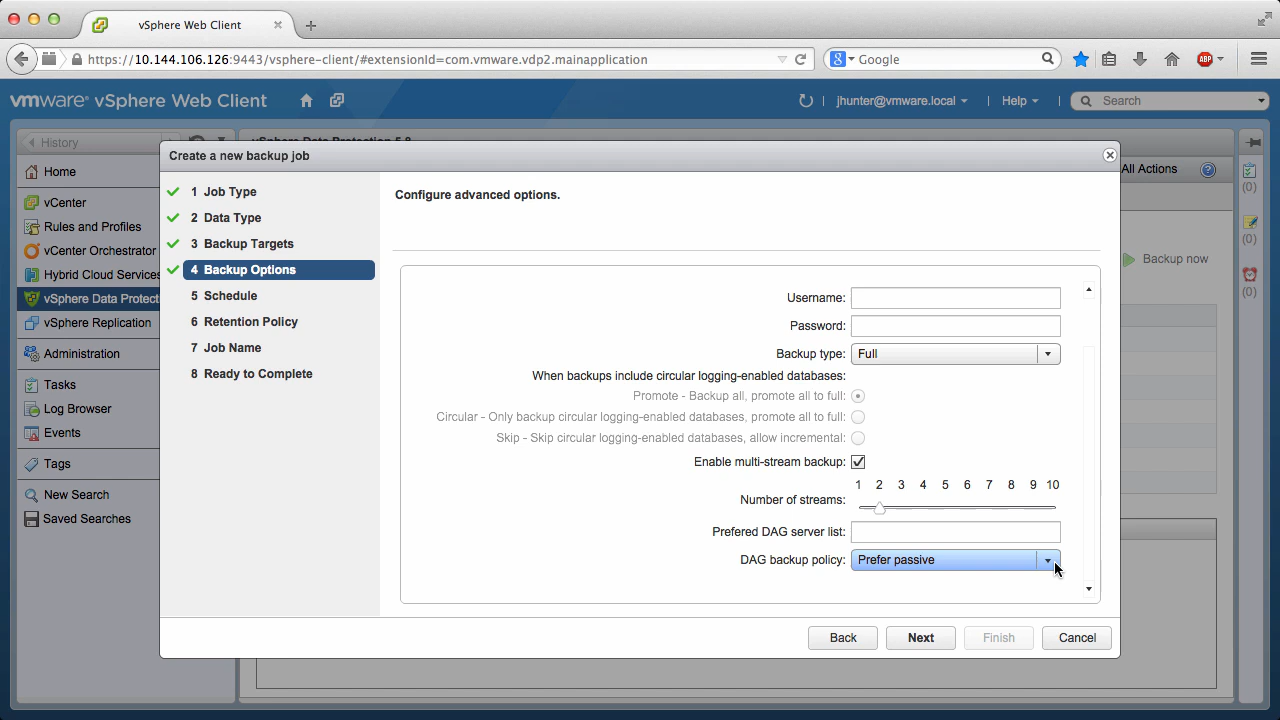 vSphere Web Client
https://10.144.106.126:9443/vsphere-client/#extensionId=com.vmware.vdp2.mainapplication
Google
ABP
vmware® vSphere Web Client
jhunter@vmware.local
Help
Search
History
Home
vCenter
Rules and Profiles
vCenter Orchestrator
Hybrid Cloud Services
vSphere Data Protect
vSphere Replication
Administration
Tasks
Log Browser
Events
Tags
New Search
Saved Searches
vSphere Data Protection 5.8
All Actions
Backup now
(0)
(0)
(0)
Create a new backup job
1 Job Type
2 Data Type
3 Backup Targets
4 Backup Options
5 Schedule
6 Retention Policy
7 Job Name
8 Ready to Complete
Configure advanced options.
Username:
Password:
Backup type: Full
When backups include circular logging-enabled databases:
Promote - Backup all, promote all to full:
Circular - Only backup circular logging-enabled databases, promote all to full:
Skip - Skip circular logging-enabled databases, allow incremental:
Enable multi-stream backup:
1 2 3 4 5 6 7 8 9 10
Number of streams:
Prefered DAG server list:
DAG backup policy: Prefer passive
Back Next Finish Cancel